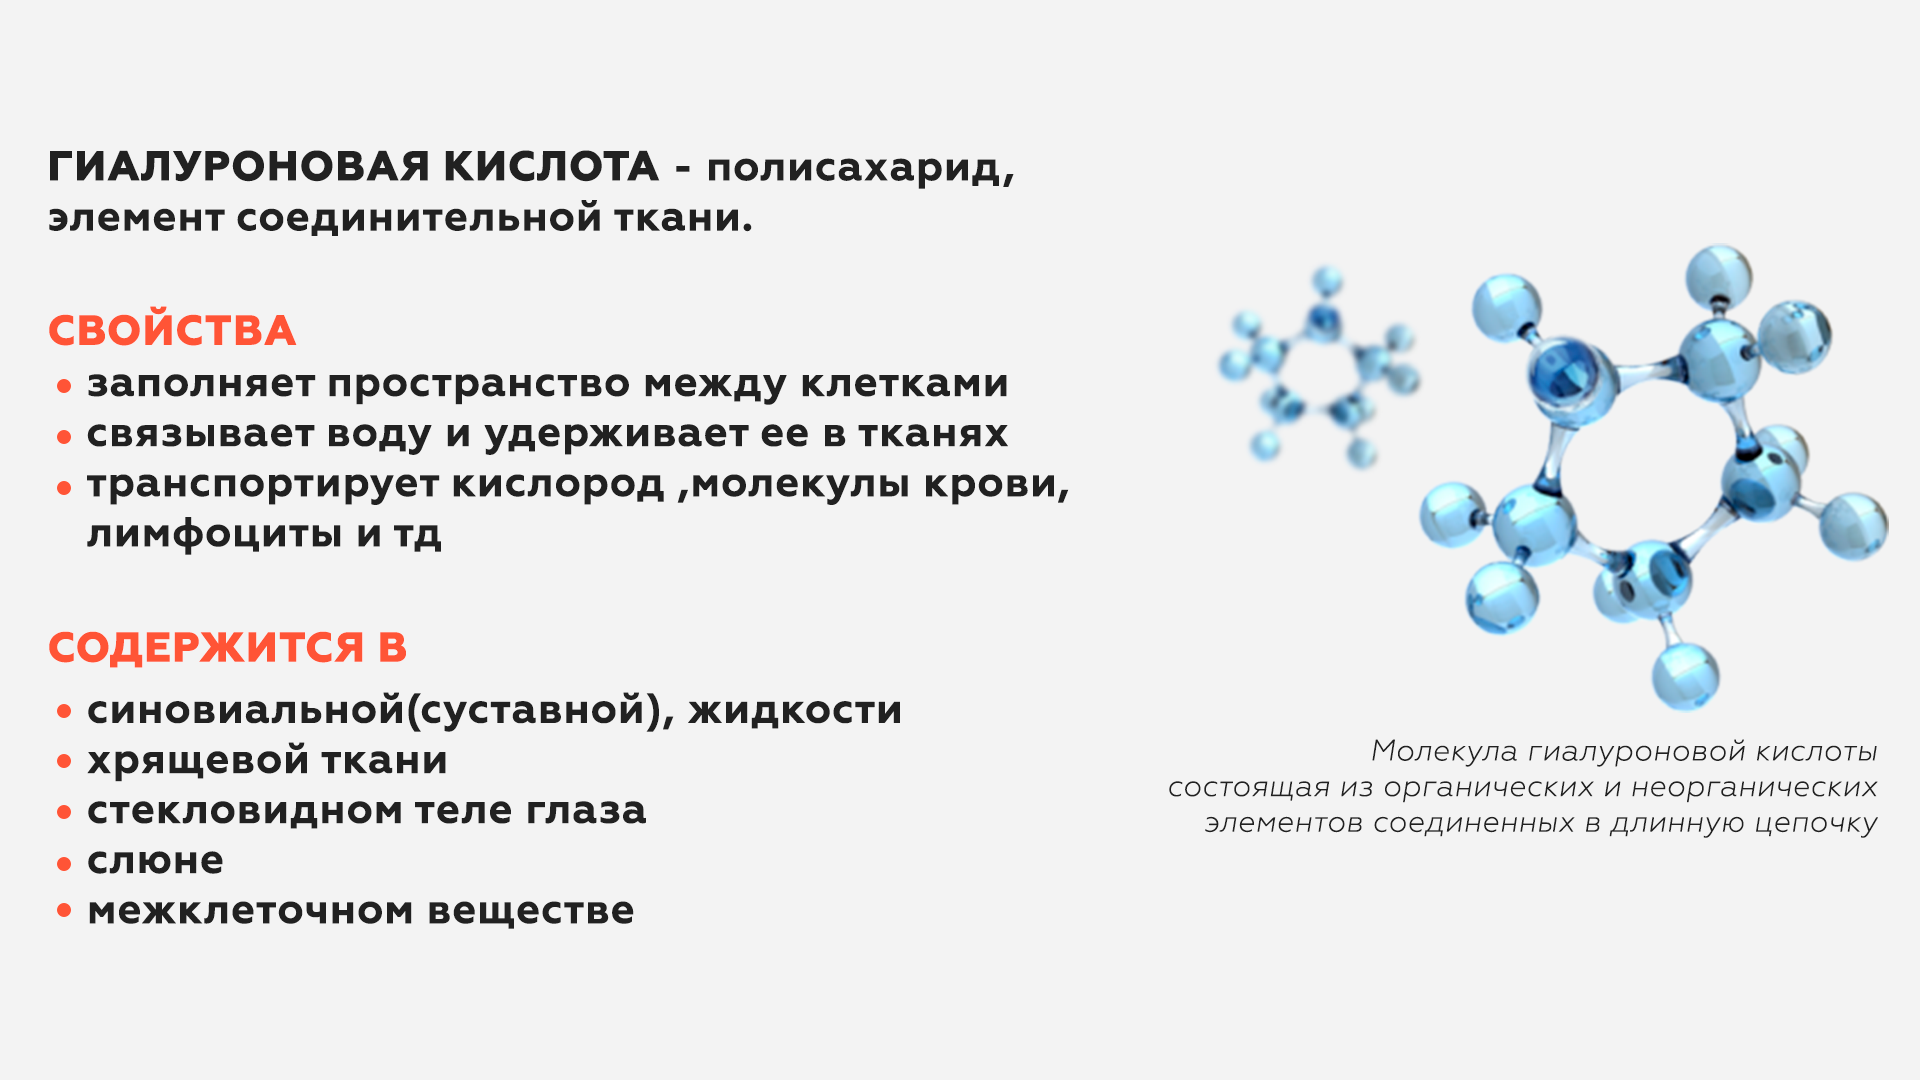 ГИАЛУРОНОВАЯ КИСЛОТА - полисахарид,
элемент соединительной ткани.
СВОЙСТВА
• заполняет пространство между клетками
• связывает воду и удерживает ее в тканях
• транспортирует кислород ,молекулы крови,
лимфоциты и тд
СОДЕРЖИТСЯ В
• синовиальной(суставной), жидкости
• хрящевой ткани
• стекловидном теле глаза
• слюне
• межклеточном веществе
Молекула гиалуроновой кислоты
состоящая из органических и неорганических
элементов соединенных в длинную цепочку